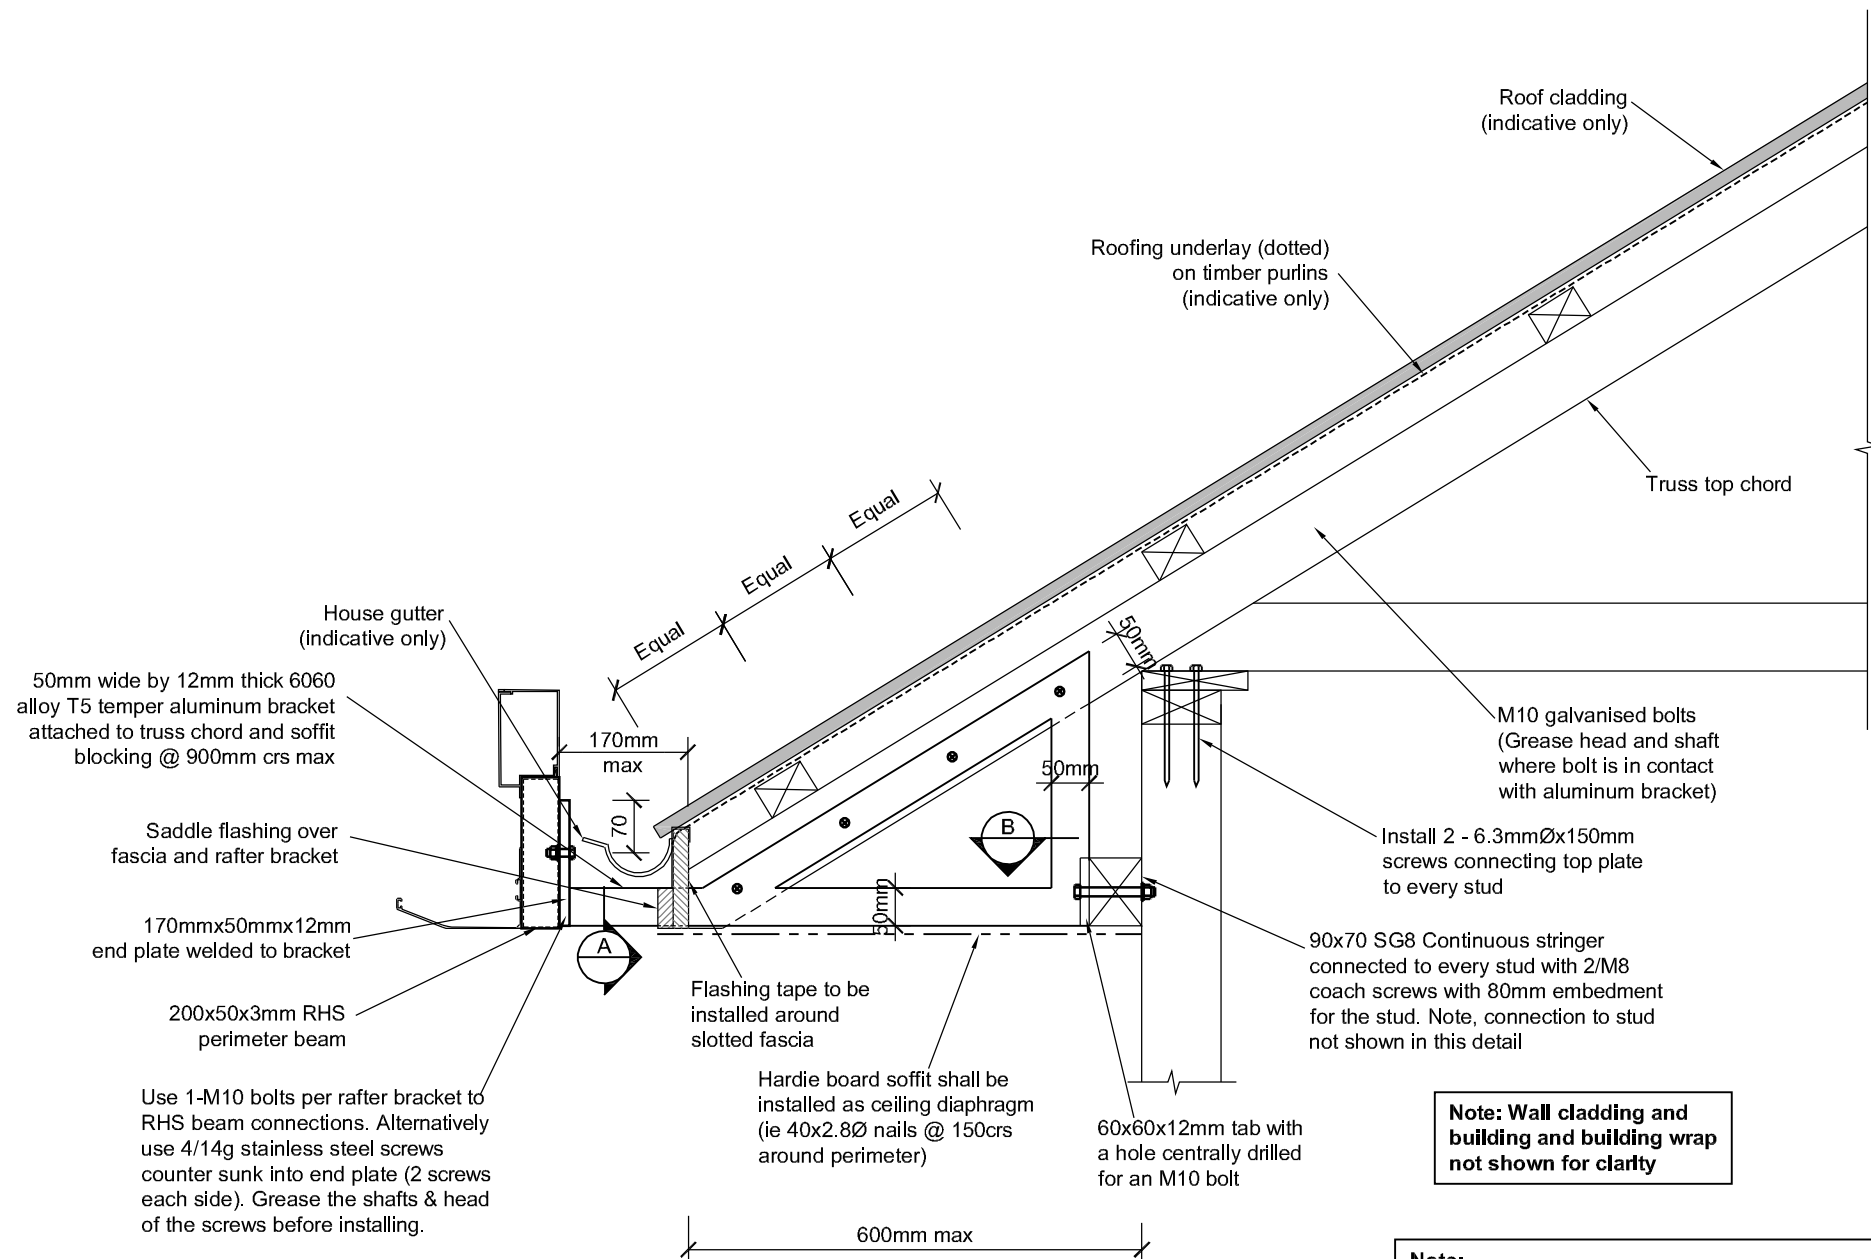 Roof cladding
(indicative only)
Roofing underlay (dotted)
on timber purlins
(indicative only)
Truss top chord
Equal
Equal
Equal
House gutter
(indicative only)
50mm wide by 12mm thick 6060
alloy T5 temper aluminum bracket
attached to truss chord and soffit
blocking @ 900mm crs max
170mm
max
70
50mm
50mm
50mm
M10 galvanised bolts
(Grease head and shaft
where bolt is in contact
with aluminum bracket)
Saddle flashing over
fascia and rafter bracket
B
Install 2 - 6.3mmØx150mm
screws connecting top plate
to every stud
170mmx50mmx12mm
end plate welded to bracket
A
90x70 SG8 Continuous stringer
connected to every stud with 2/M8
coach screws with 80mm embedment
for the stud. Note, connection to stud
not shown in this detail
200x50x3mm RHS
perimeter beam
Flashing tape to be
installed around
slotted fascia
Use 1-M10 bolts per rafter bracket to
RHS beam connections. Alternatively
use 4/14g stainless steel screws
counter sunk into end plate (2 screws
each side). Grease the shafts & head
of the screws before installing.
Hardie board soffit shall be
installed as ceiling diaphragm
(ie 40x2.8Ø nails @ 150crs
around perimeter)
60x60x12mm tab with
a hole centrally drilled
for an M10 bolt
Note: Wall cladding and
building and building wrap
not shown for clarity
600mm max
Note: